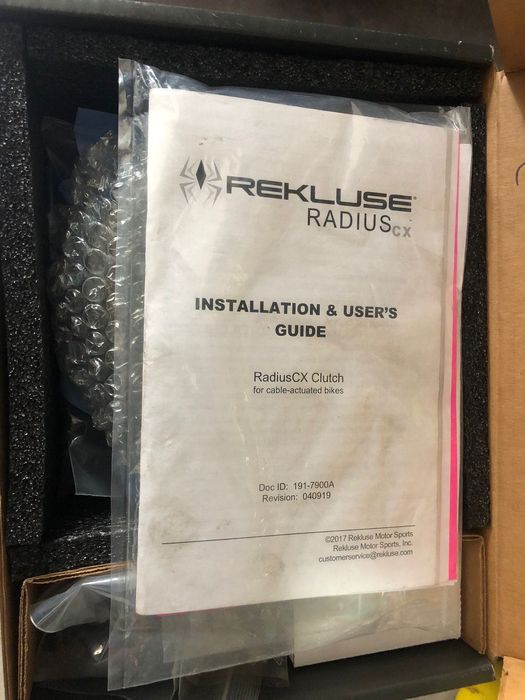 REKLUSE®
RADIUSCX
INSTALLATION & USER'S
GUIDE
RadiusCX Clutch
for cable-actuated bikes
Doc ID: 191-7900A
Revision: 040919
©2017 Rekluse Motor Sports
Rekluse Motor Sports, Inc.
customerservice@rekluse.com